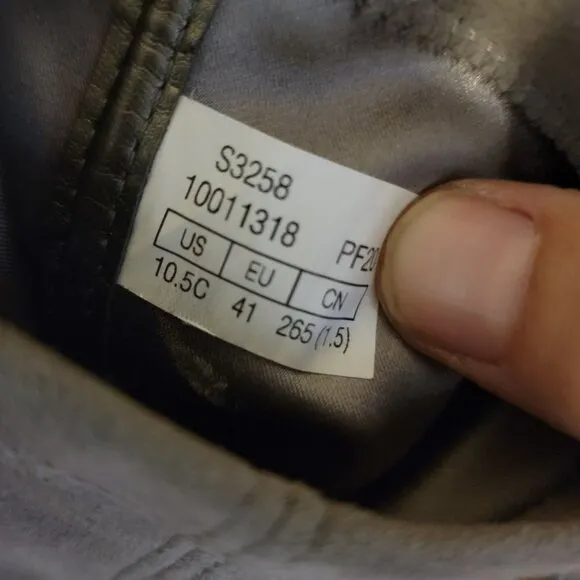 S3258
10011318 PF20
US EU CN
10.5C 41 265(1.5)